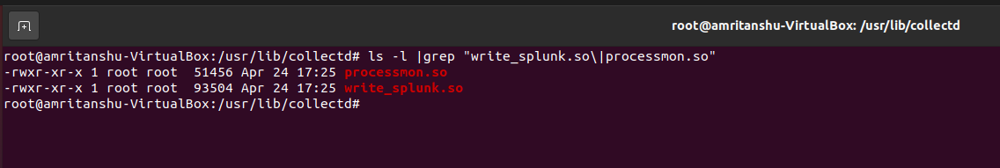 root@amritanshu-VirtualBox: /usr/lib/collectd
root@amritanshu-VirtualBox:/usr/lib/collectd# ls -l |grep "write_splunk.so\|processmon.so"
-rwxr-xr-x 1 root root  51456 Apr 24 17:25 processmon.so
-rwxr-xr-x 1 root root  93504 Apr 24 17:25 write_splunk.so
root@amritanshu-VirtualBox:/usr/lib/collectd#